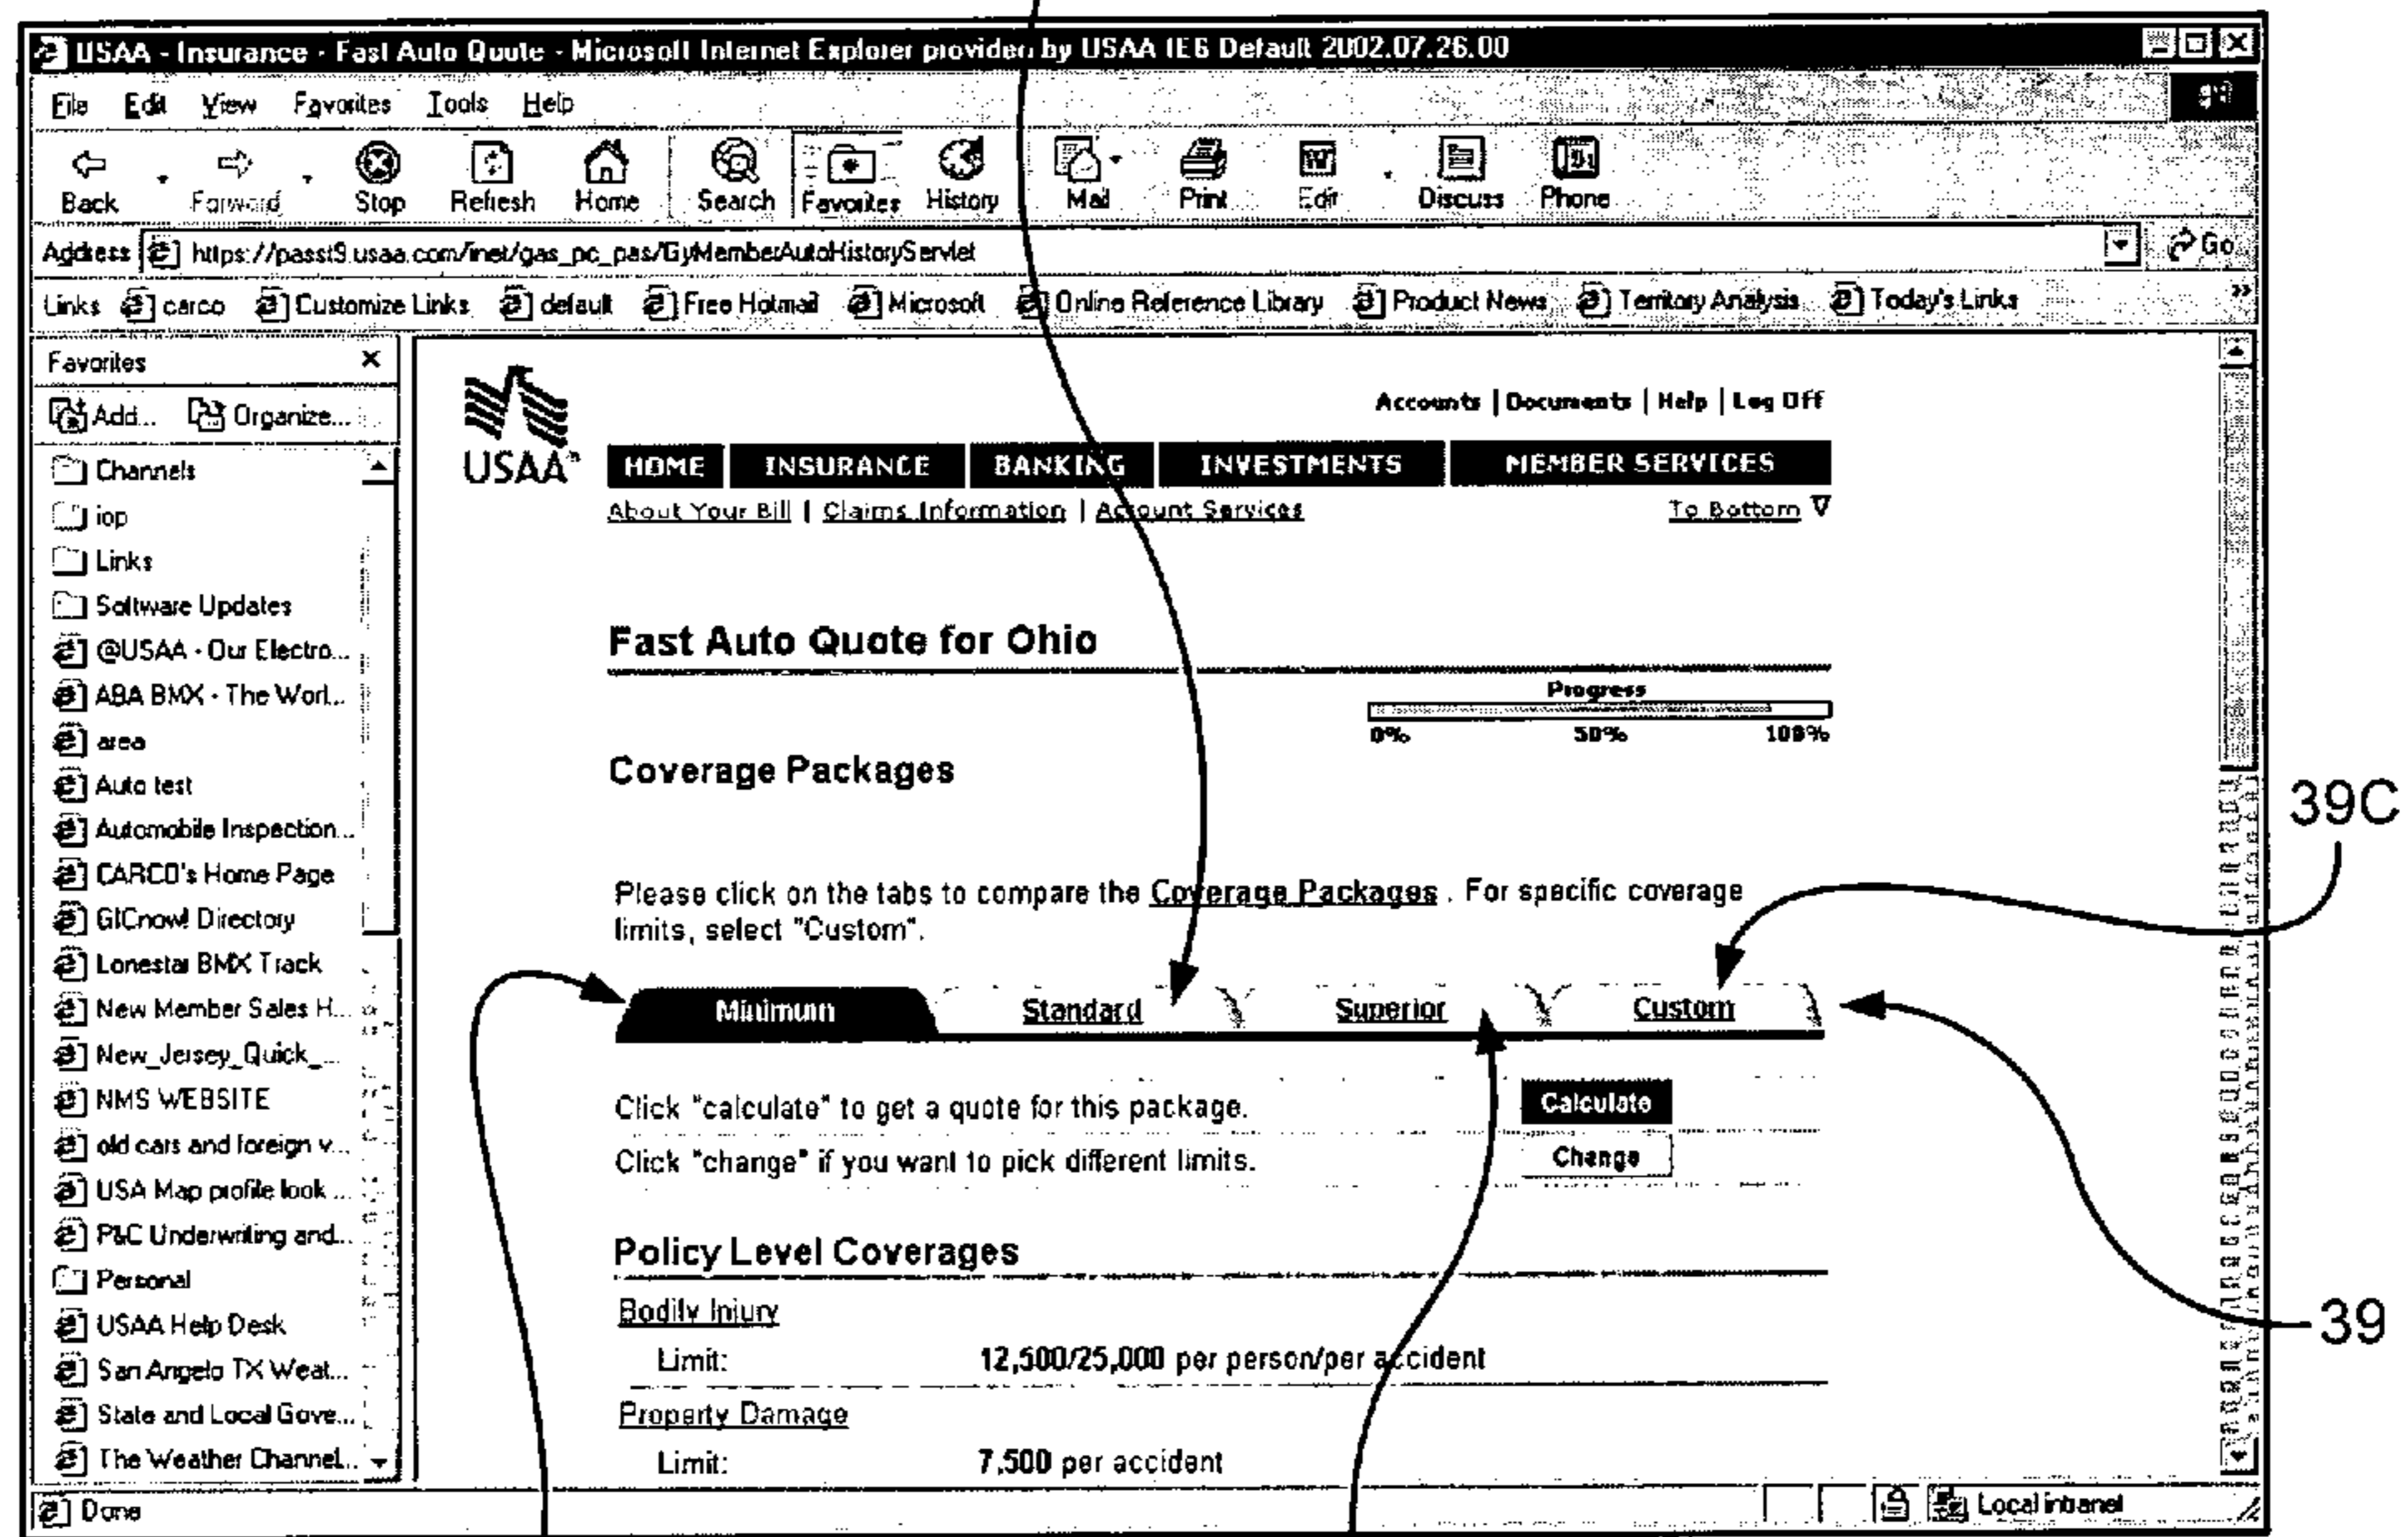 USAA - Insurance - Fast Auto Quote - Microsoft Internet Explorer provided by USAA IE6 Default 2002.07.26.00
File Edit View Favorites Tools Help
Back Forward Stop Refresh Home Search Favorites History Mail Print Edit Discuss Phone
Address https://passt9.usaa.com/inet/gas_pc_pas/GyMemberAutoHistoryServlet Go
Links carco Customize Links default Free Hotmail Microsoft Online Reference Library Product News Territory Analysis Today's Links »
Favorites ×
Add... Organize...
Channels
iop
Links
Software Updates
@USAA - Our Electro...
ABA BMX - The Worl...
area
Auto test
Automobile Inspection...
CARCO's Home Page
GICnow! Directory
Lonestar BMX Track
New Member Sales H...
New_Jersey_Quick_...
NMS WEBSITE
old cars and foreign v...
USA Map profile look ...
P&C Underwriting and...
Personal
USAA Help Desk
San Angelo TX Weat...
State and Local Gove...
The Weather Channel...
USAA
Accounts | Documents | Help | Log Off
HOME INSURANCE BANKING INVESTMENTS MEMBER SERVICES
About Your Bill | Claims Information | Account Services To Bottom
Fast Auto Quote for Ohio
Progress
0% 50% 100%
Coverage Packages
Please click on the tabs to compare the Coverage Packages . For specific coverage
limits, select "Custom".
Minimum Standard Superior Custom
Click "calculate" to get a quote for this package. Calculate
Click "change" if you want to pick different limits. Change
Policy Level Coverages
Bodily Injury
Limit: 12,500/25,000 per person/per accident
Property Damage
Limit: 7,500 per accident
Done Local intranet
39C
39